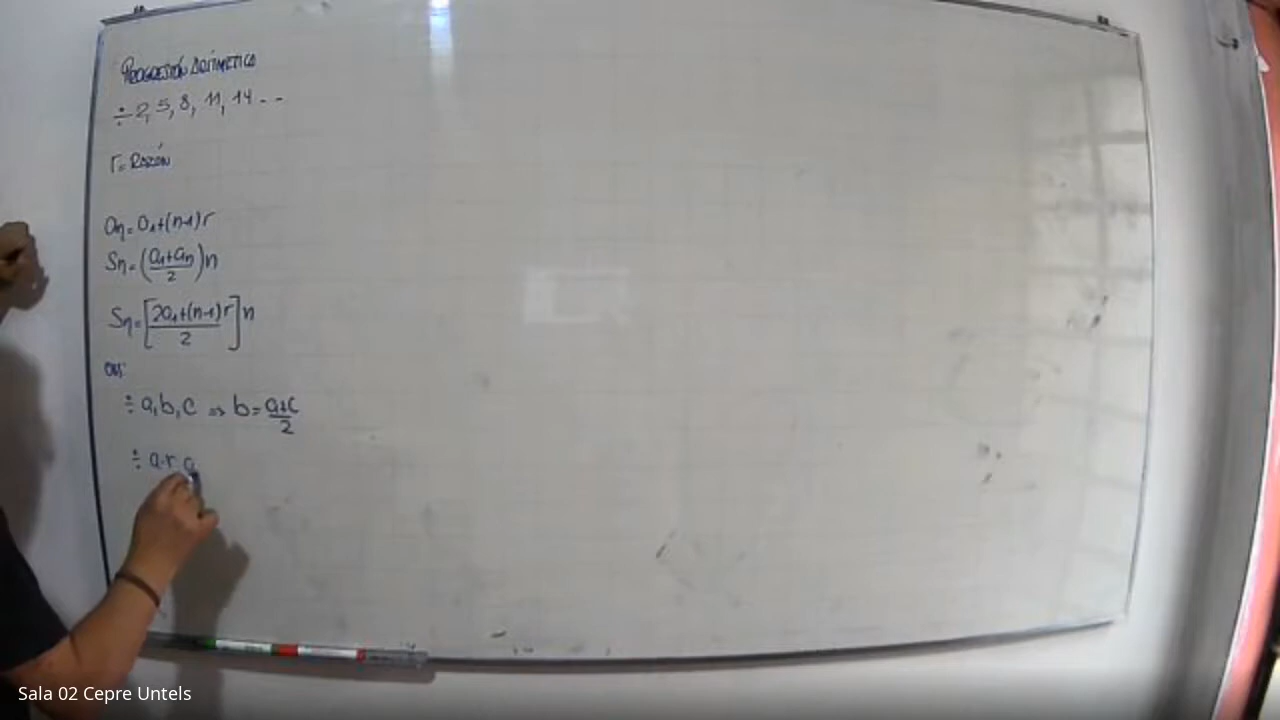 PROGRESIÓN ARITMETICO
÷ 2, 5, 8, 11, 14 - -
r = RAZÓN
an = a1+(n-1)r
Sn = (a1+an/2)n
Sn = [2a1+(n-1)r/2]n
OBS:
÷ a, b, c ⇒ b = a+c/2
÷ a-r, a
Sala 02 Cepre Untels